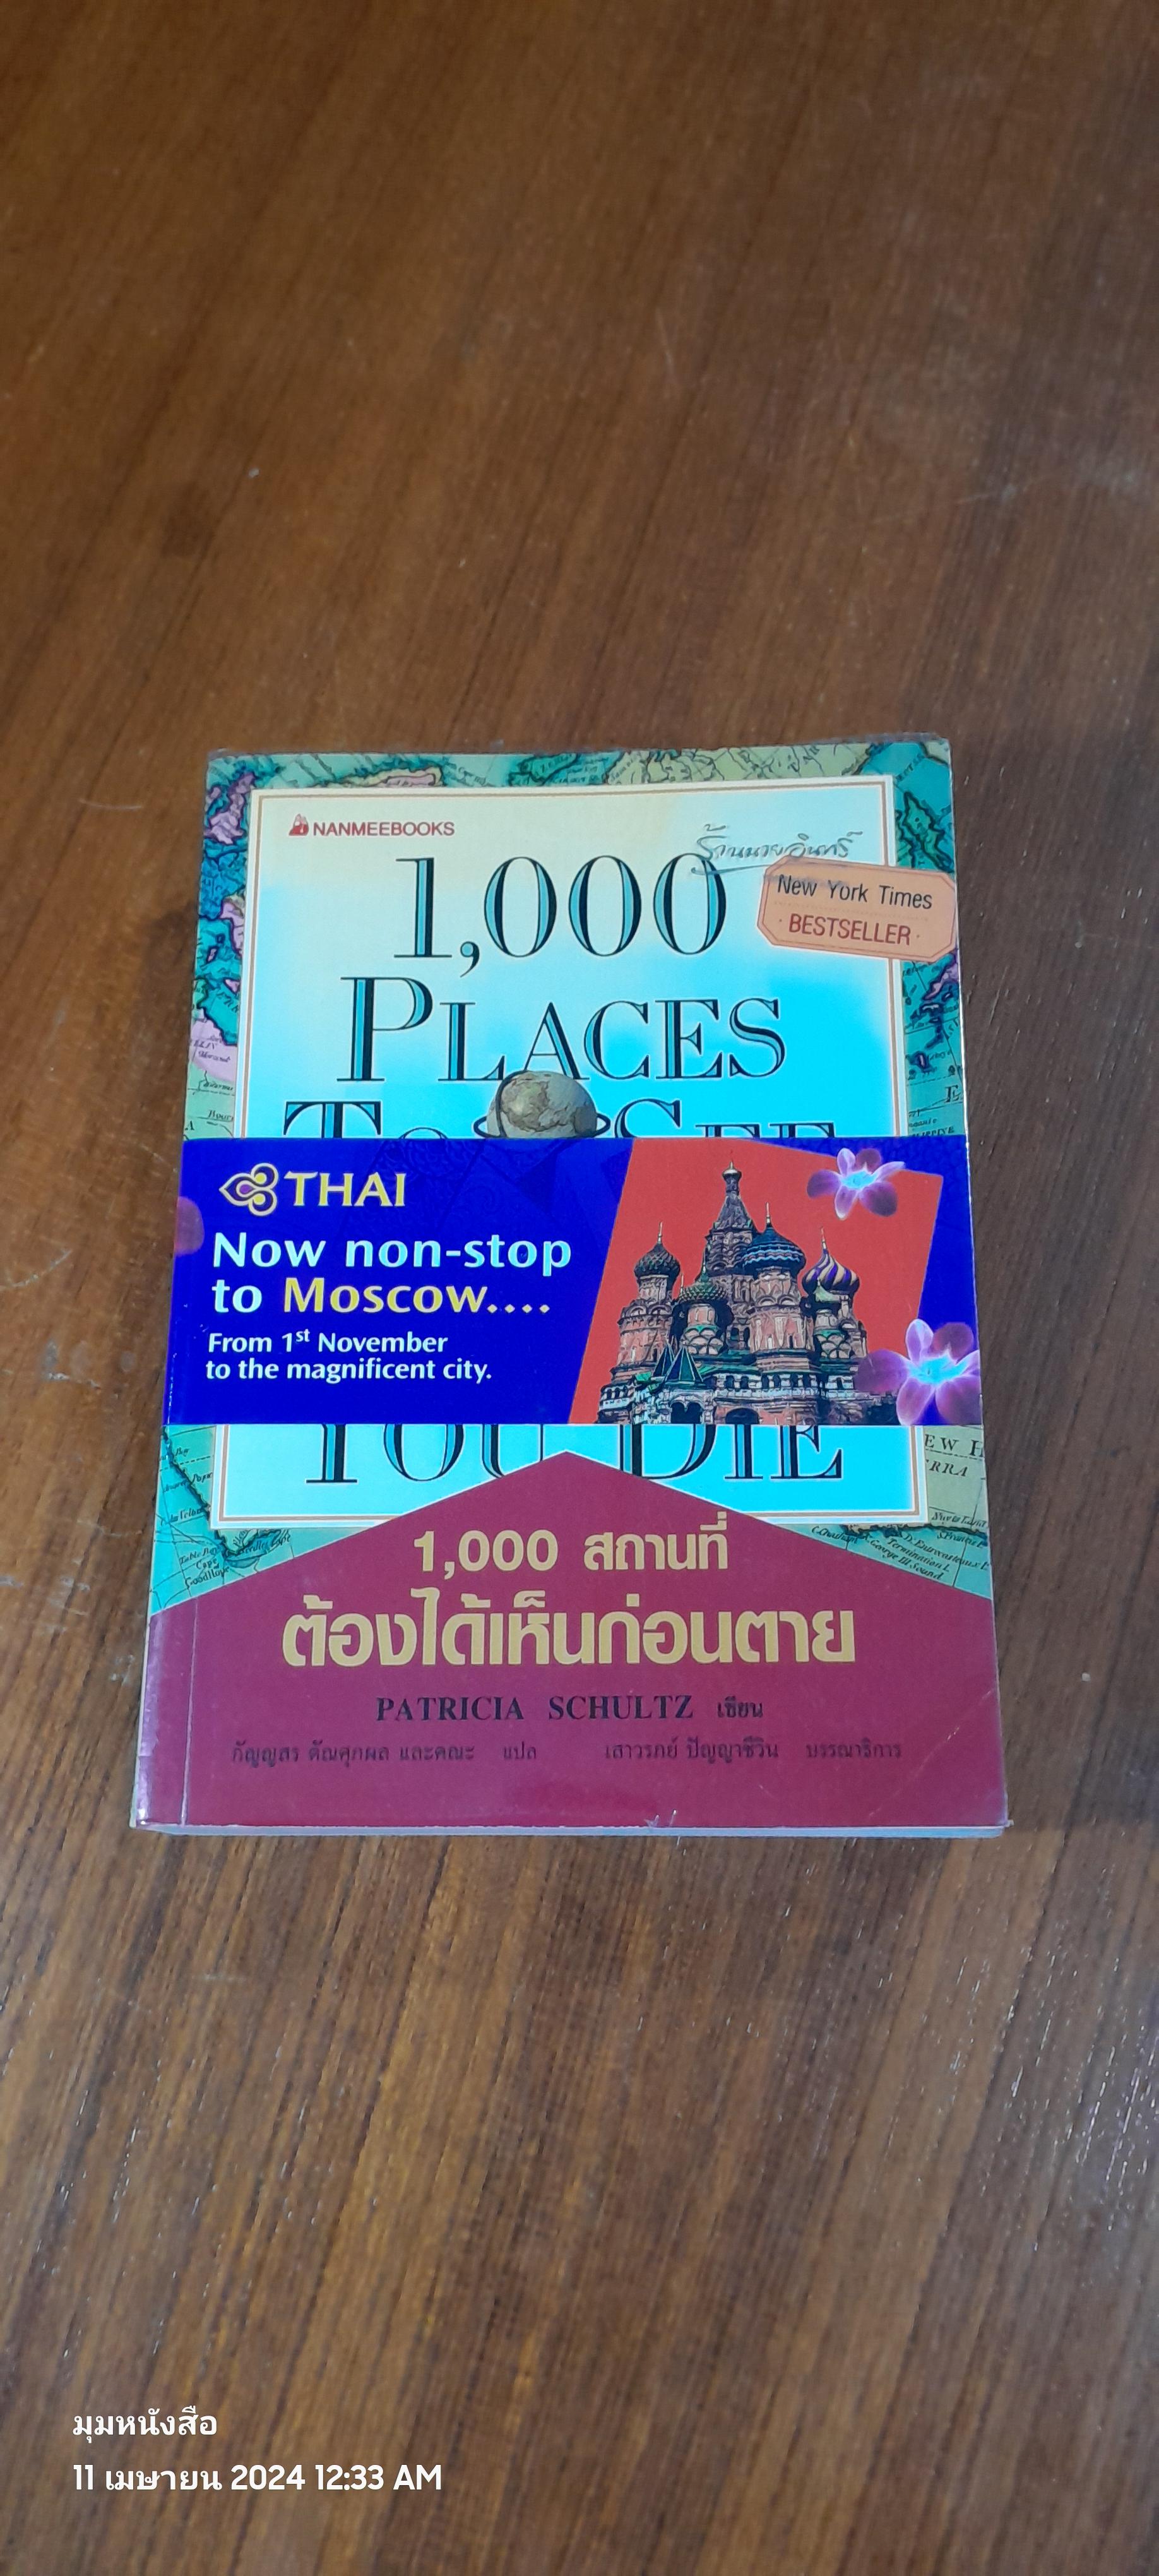 NANMEEBOOKS
ร้านนายอินทร์
1,000
New York Times
BESTSELLER
PLACES
TO SEE
THAI
Now non-stop
to Moscow....
From 1st November
to the magnificent city.
YOU DIE
1,000 สถานที่
ต้องได้เห็นก่อนตาย
PATRICIA SCHULTZ เขียน
กัญญสร ตัณศุภผล และคณะ แปล เสาวรภย์ ปัญญาชีวิน บรรณาธิการ
มุมหนังสือ
11 เมษายน 2024 12:33 AM